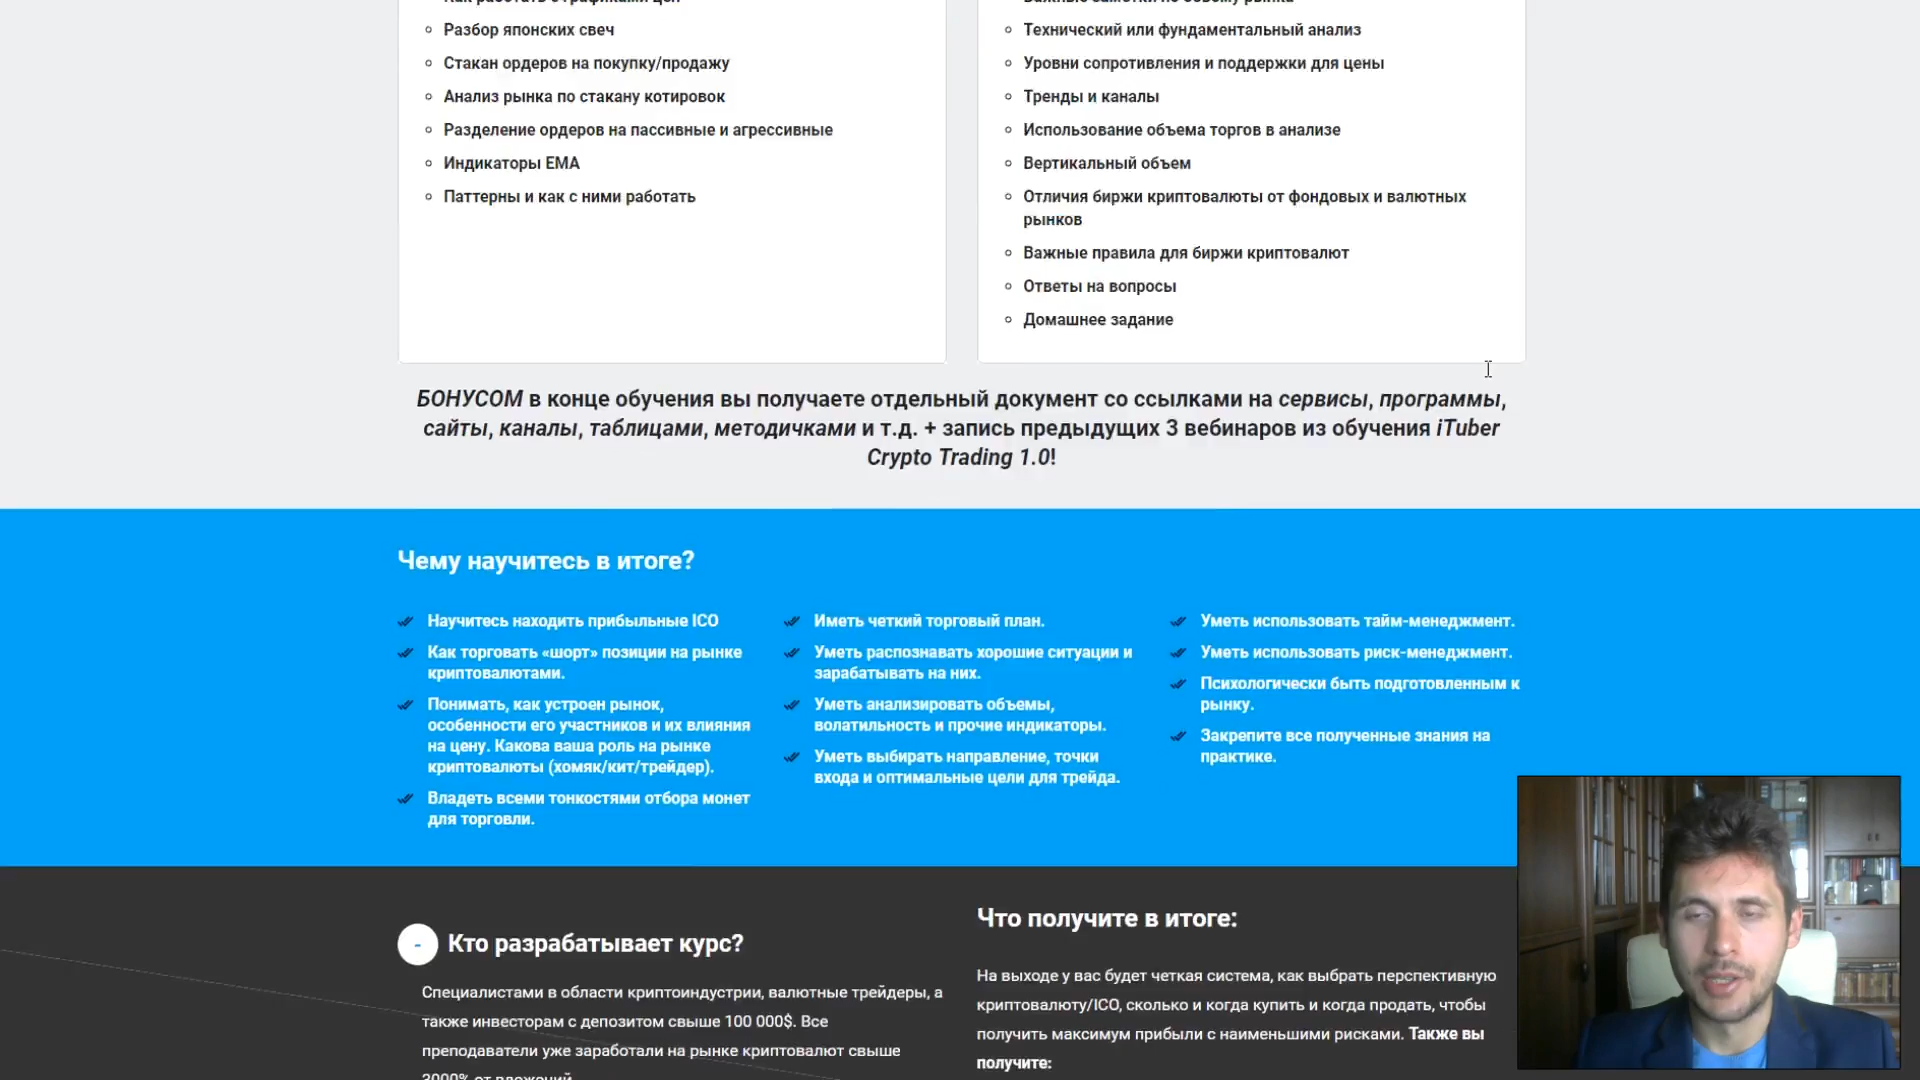 Разбор японских свеч
Стакан ордеров на покупку/продажу
Анализ рынка по стакану котировок
Разделение ордеров на пассивные и агрессивные
Индикаторы EMA
Паттерны и как с ними работать
Технический или фундаментальный анализ
Уровни сопротивления и поддержки для цены
Тренды и каналы
Использование объема торгов в анализе
Вертикальный объем
Отличия биржи криптовалюты от фондовых и валютных
рынков
Важные правила для биржи криптовалют
Ответы на вопросы
Домашнее задание
БОНУСОМ в конце обучения вы получаете отдельный документ со ссылками на сервисы, программы,
сайты, каналы, таблицами, методичками и т.д. + запись предыдущих 3 вебинаров из обучения iTuber
Crypto Trading 1.0!
Чему научитесь в итоге?
Научитесь находить прибыльные ICO
Как торговать «шорт» позиции на рынке
криптовалютами.
Понимать, как устроен рынок,
особенности его участников и их влияния
на цену. Какова ваша роль на рынке
криптовалюты (хомяк/кит/трейдер).
Владеть всеми тонкостями отбора монет
для торговли.
Иметь четкий торговый план.
Уметь распознавать хорошие ситуации и
зарабатывать на них.
Уметь анализировать объемы,
волатильность и прочие индикаторы.
Уметь выбирать направление, точки
входа и оптимальные цели для трейда.
Уметь использовать тайм-менеджмент.
Уметь использовать риск-менеджмент.
Психологически быть подготовленным к
рынку.
Закрепите все полученные знания на
практике.
- Кто разрабатывает курс?
Специалистами в области криптоиндустрии, валютные трейдеры, а
также инвесторам с депозитом свыше 100 000$. Все
преподаватели уже заработали на рынке криптовалют свыше
3000% от вложений
Что получите в итоге:
На выходе у вас будет четкая система, как выбрать перспективную
криптовалюту/ICO, сколько и когда купить и когда продать, чтобы
получить максимум прибыли с наименьшими рисками. Также вы
получите: